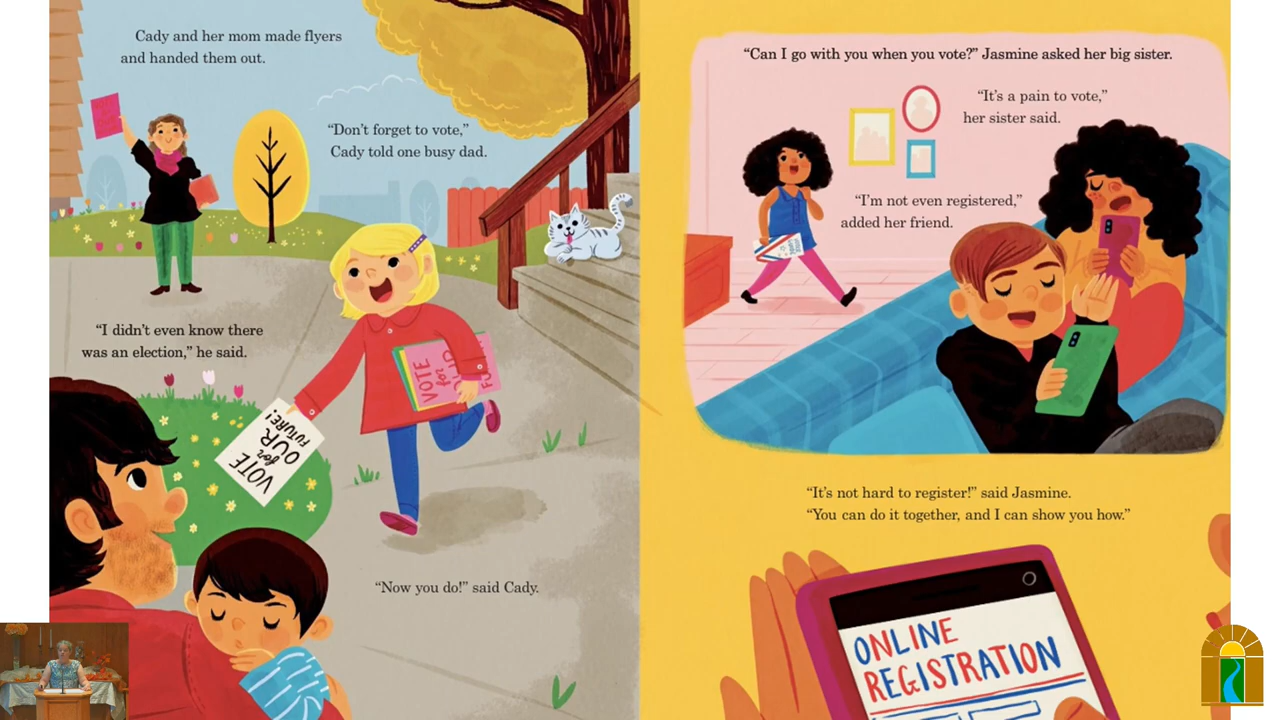 Cady and her mom made flyers
and handed them out.
“Don’t forget to vote,”
Cady told one busy dad.
“I didn’t even know there
was an election,” he said.
VOTE
for
OUR
FUTURE!
VOTE
for
“Now you do!” said Cady.
“Can I go with you when you vote?” Jasmine asked her big sister.
“It’s a pain to vote,”
her sister said.
“I’m not even registered,”
added her friend.
“It’s not hard to register!” said Jasmine.
“You can do it together, and I can show you how.”
ONLINE
REGISTRATION